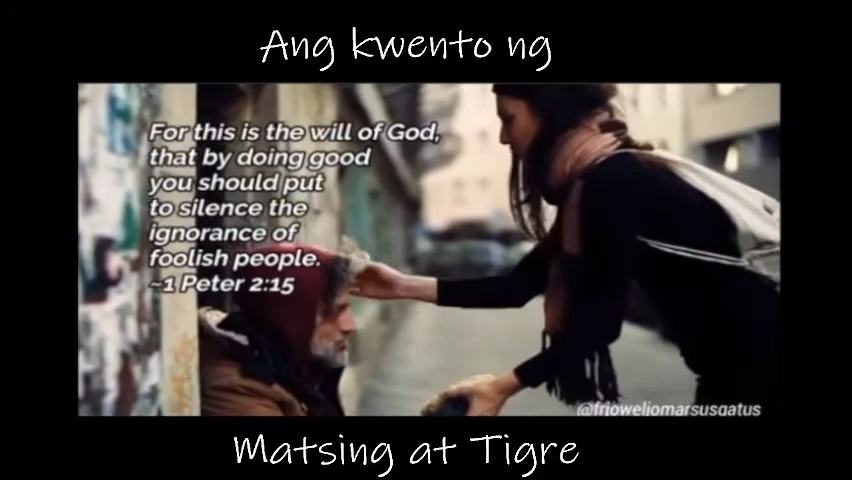 Ang kwento ng
For this is the will of God,
that by doing good
you should put
to silence the
ignorance of
foolish people.
~1 Peter 2:15
@frioweliomarsusgatus
Matsing at Tigre